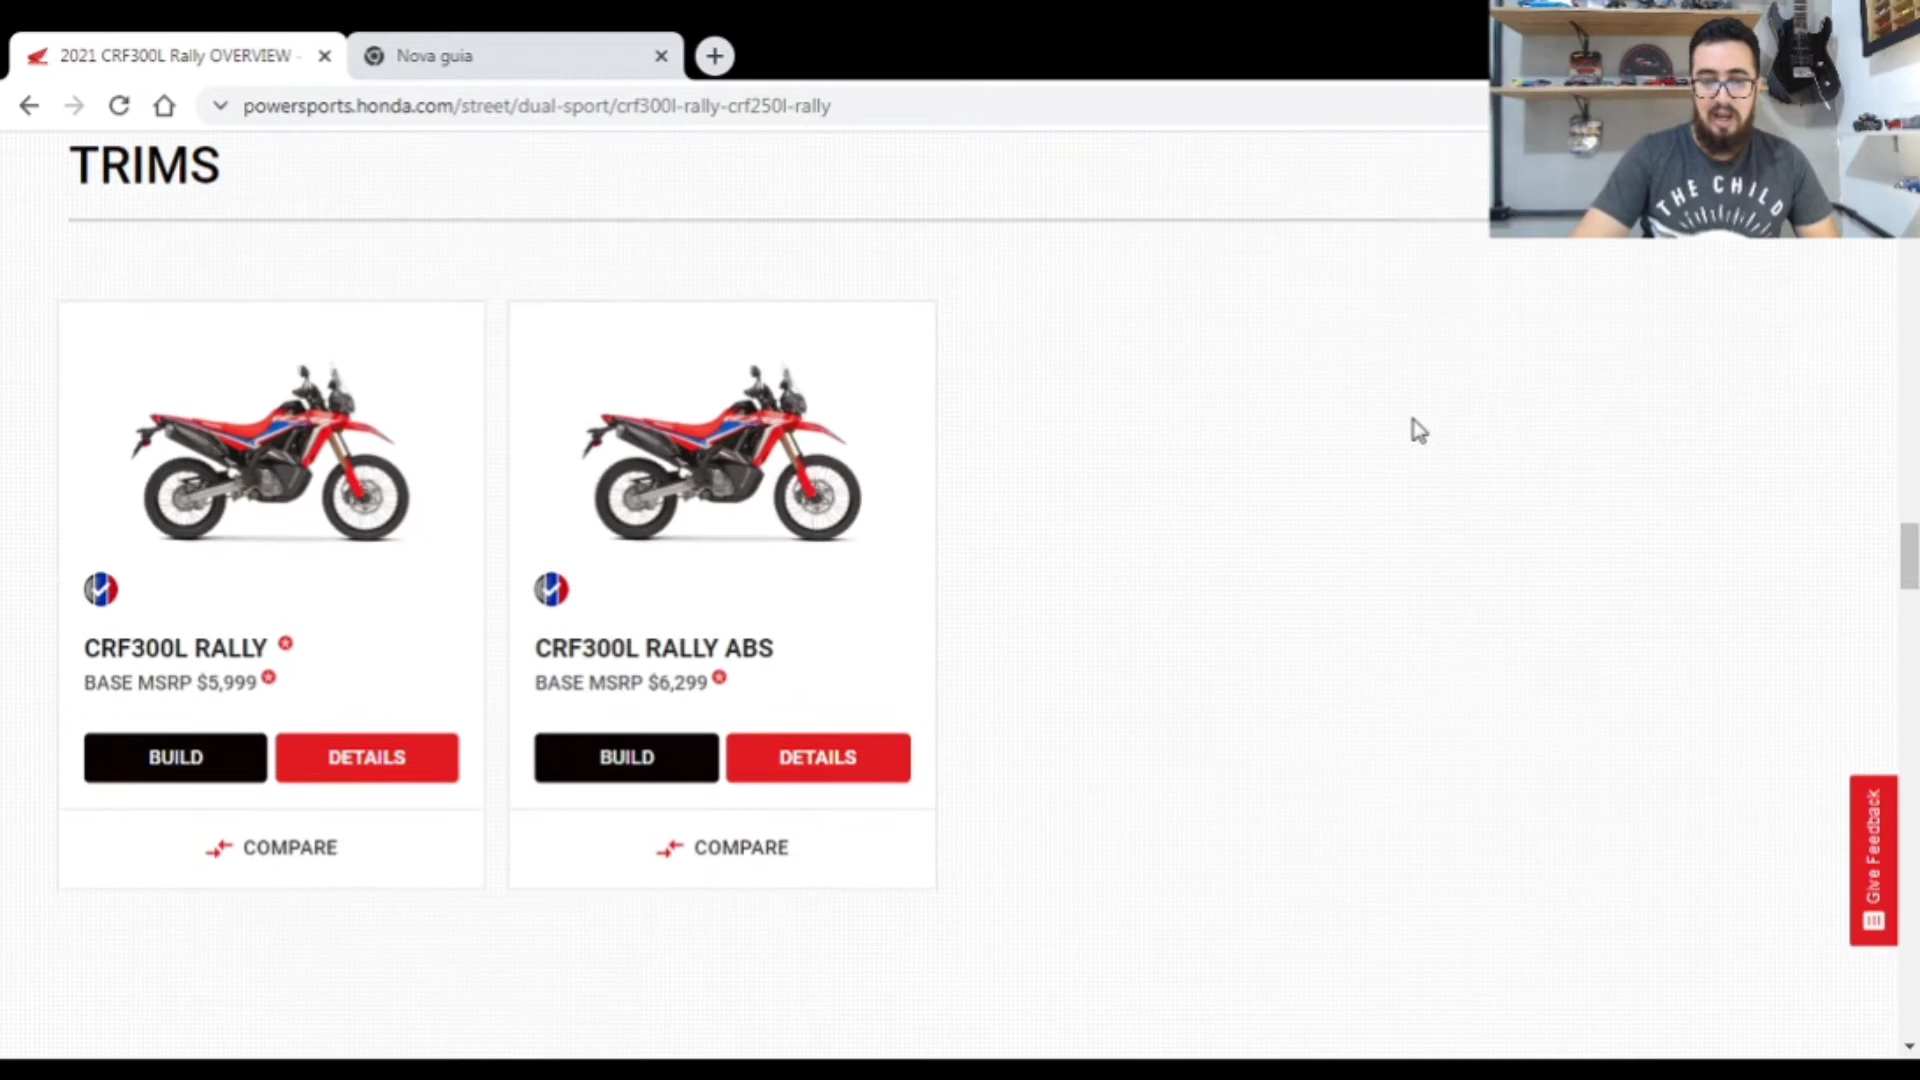 2021 CRF300L Rally OVERVIEW -
Nova guia
powersports.honda.com/street/dual-sport/crf300l-rally-crf250l-rally
THE CHILD
TRIMS
CRF300L RALLY
BASE MSRP $5,999
BUILD
DETAILS
COMPARE
CRF300L RALLY ABS
BASE MSRP $6,299
BUILD
DETAILS
COMPARE
Give Feedback